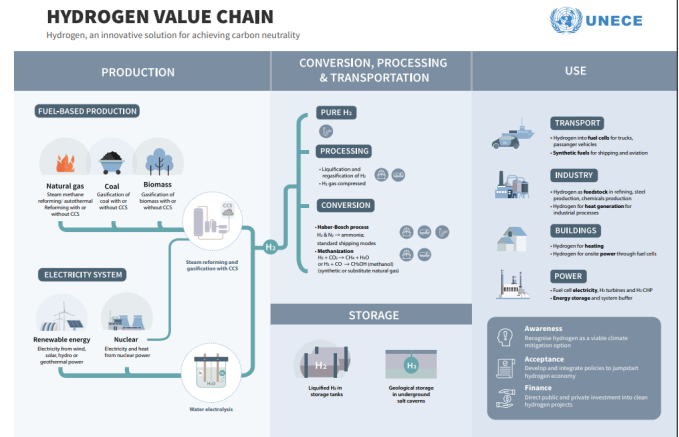 HYDROGEN VALUE CHAIN
Hydrogen, an innovative solution for achieving carbon neutrality
UNECE
PRODUCTION
FUEL-BASED PRODUCTION
Natural gas
Steam methane
reforming/ autothermal
Reforming with or
without CCS
Coal
Gasification of
coal with or
without CCS
Biomass
Gasification of
biomass with or
without CCS
CCS
Steam reforming and
gasification with CCS
ELECTRICITY SYSTEM
Renewable energy
Electricity from wind,
solar, hydro or
geothermal power
Nuclear
Electricity and heat
from nuclear power
H₂O
Water electrolysis
H₂
CONVERSION, PROCESSING
& TRANSPORTATION
PURE H₂
PROCESSING
• Liquification and
regasification of H₂
• H₂ gas compressed
CONVERSION
• Haber-Bosch process
H₂ & N₂ → ammonia;
standard shipping modes
• Methanization
H₂ + CO₂ → CH₄ + H₂O
or H₂ + CO → CH₃OH (methanol)
(synthetic or substitute natural gas)
STORAGE
H₂
Liquified H₂ in
storage tanks
H₂
Geological storage
in underground
salt caverns
USE
TRANSPORT
• Hydrogen into fuel cells for trucks,
passenger vehicles
• Synthetic fuels for shipping and aviation
INDUSTRY
• Hydrogen as feedstock in refining, steel
production, chemicals production
• Hydrogen for heat generation for
industrial processes
BUILDINGS
• Hydrogen for heating
• Hydrogen for onsite power through fuel cells
POWER
• Fuel cell electricity, H₂ turbines and H₂ CHP
• Energy storage and system buffer
Awareness
Recognise hydrogen as a viable climate
mitigation option
Acceptance
Develop and integrate policies to jumpstart
hydrogen economy
Finance
Direct public and private investment into clean
hydrogen projects